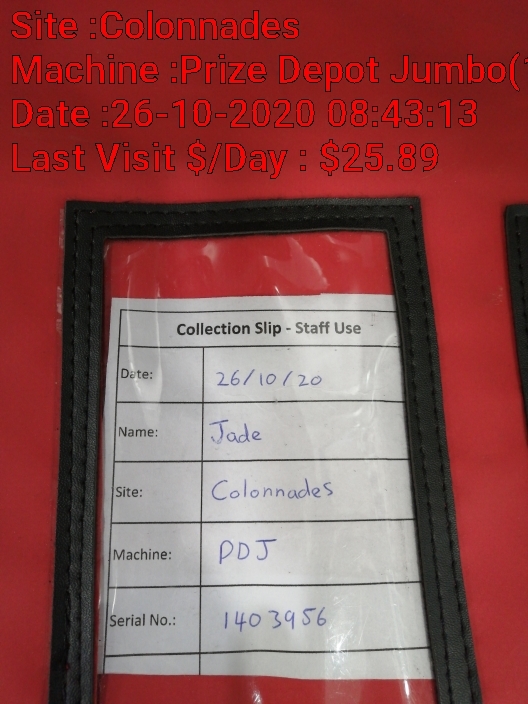 Site :Colonnades
Machine :Prize Depot Jumbo(
Date :26-10-2020 08:43:13
Last Visit $/Day : $25.89
Collection Slip - Staff Use
Date: 26/10/20
Name: Jade
Site: Colonnades
Machine: PDJ
Serial No.: 1403956